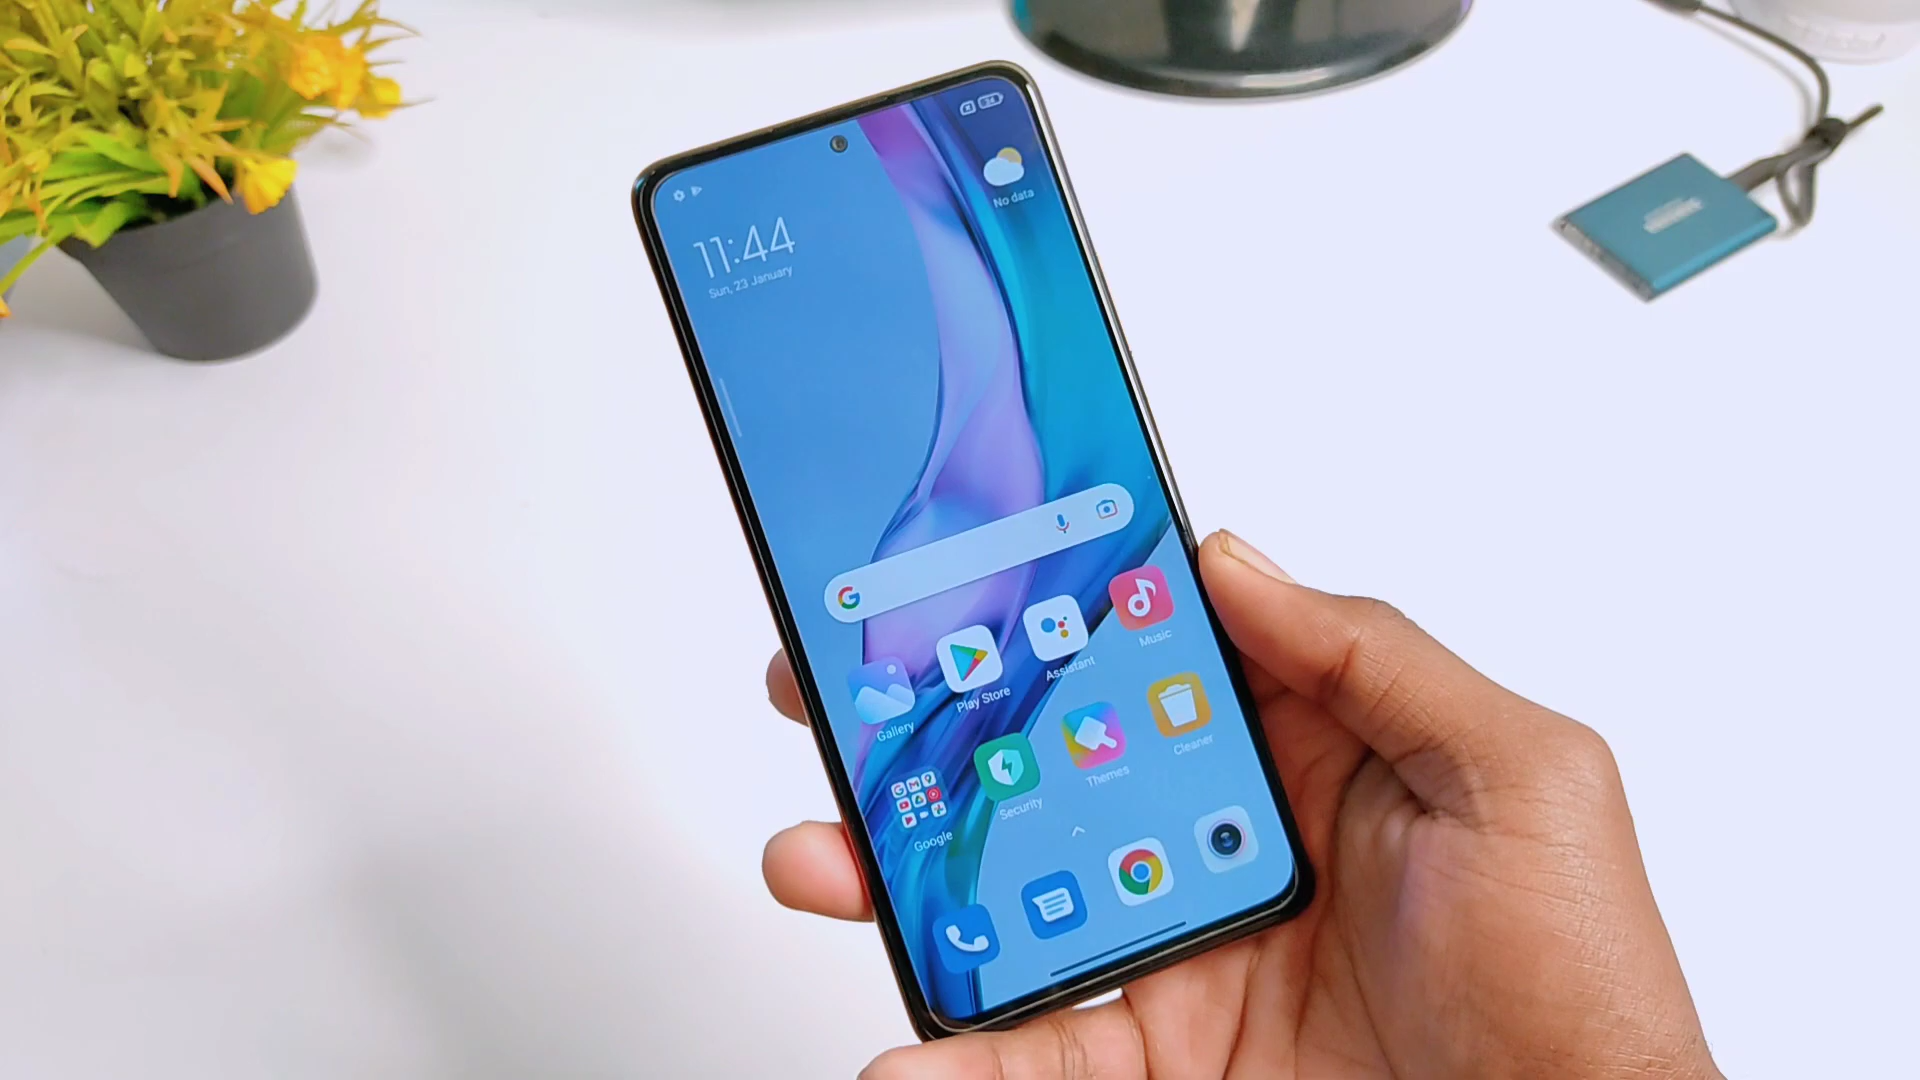 No data
11:44
Sun, 23 January
Gallery
Play Store
Assistant
Music
Google
Security
Themes
Cleaner